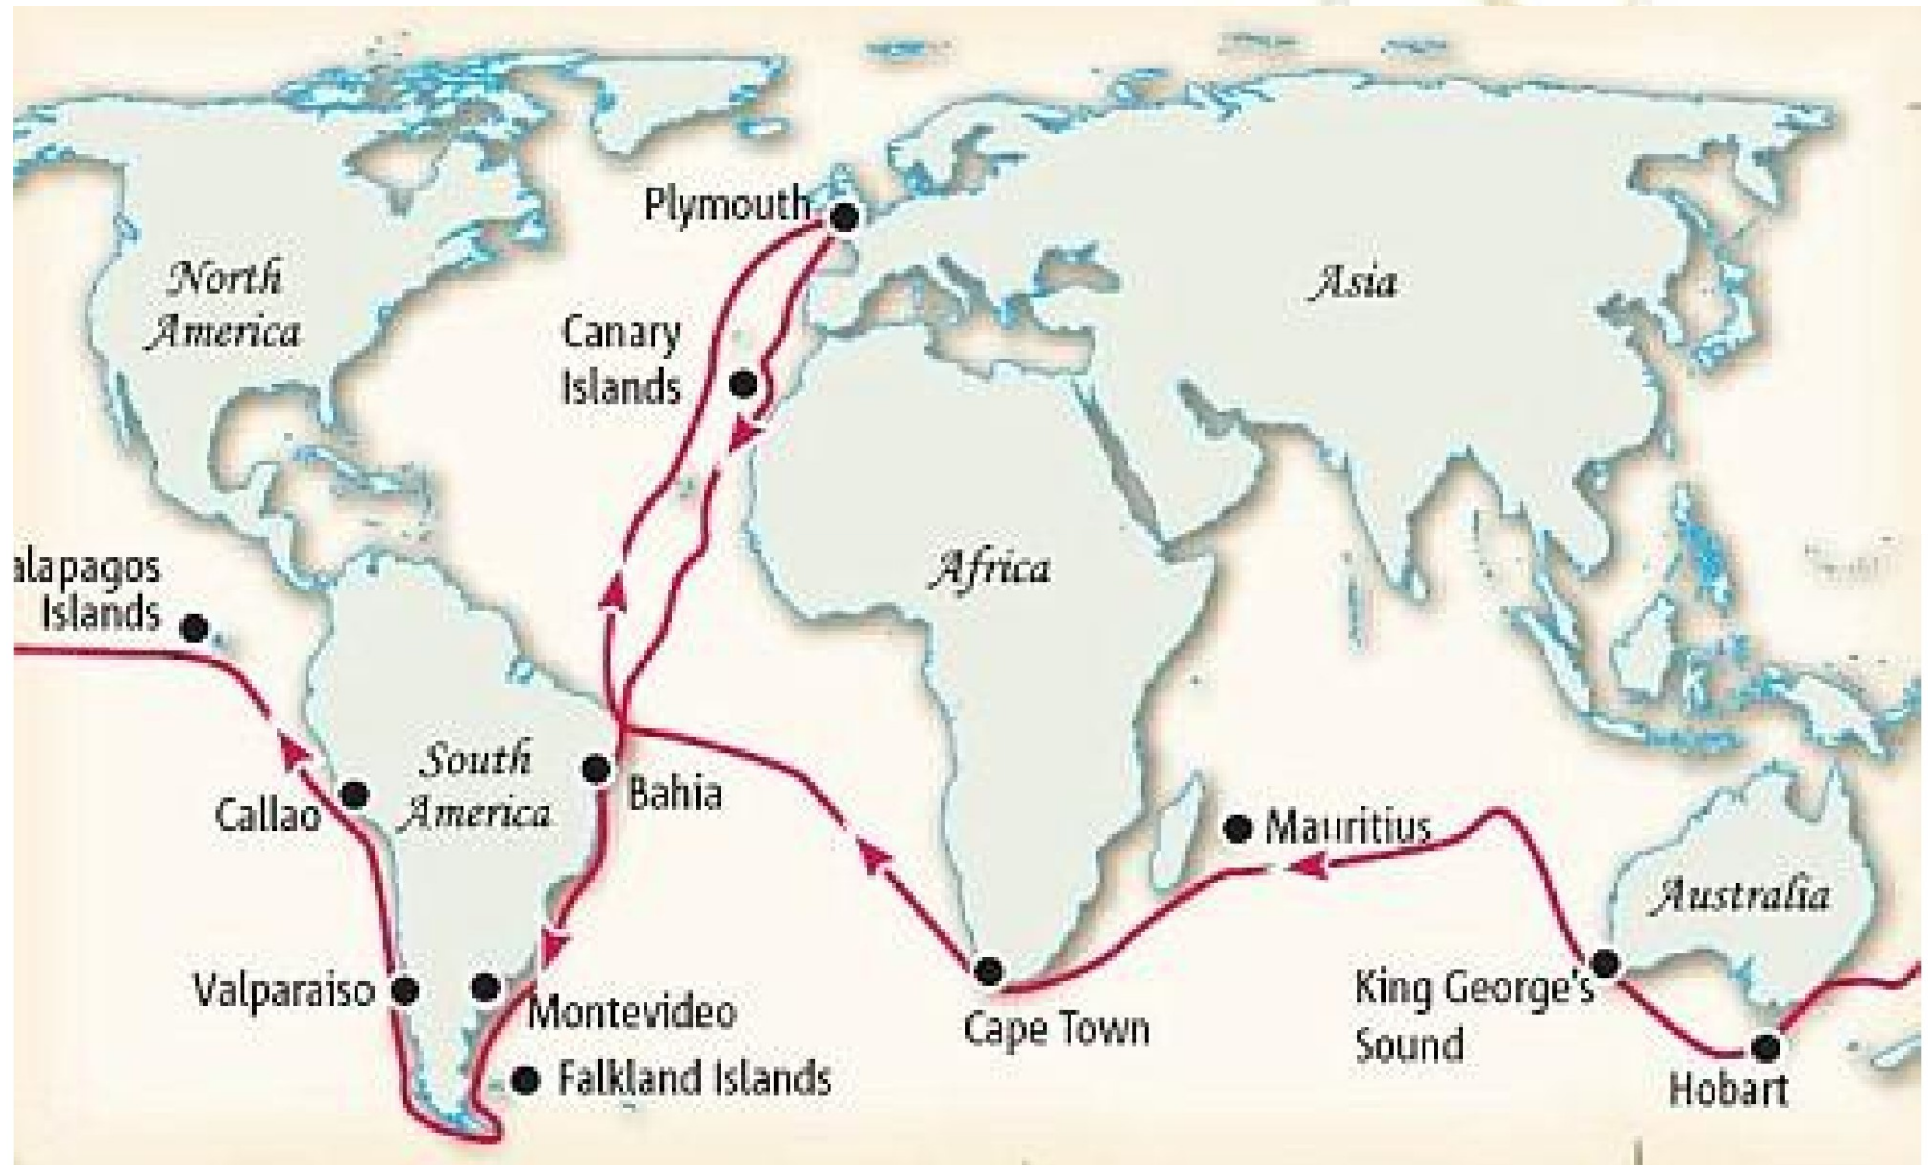 Plymouth
North
America
Asia
Canary
Islands
alapagos
Islands
Africa
South
America
Callao
Bahia
Mauritius
Australia
Valparaiso
Montevideo
King George's
Sound
Cape Town
Falkland Islands
Hobart